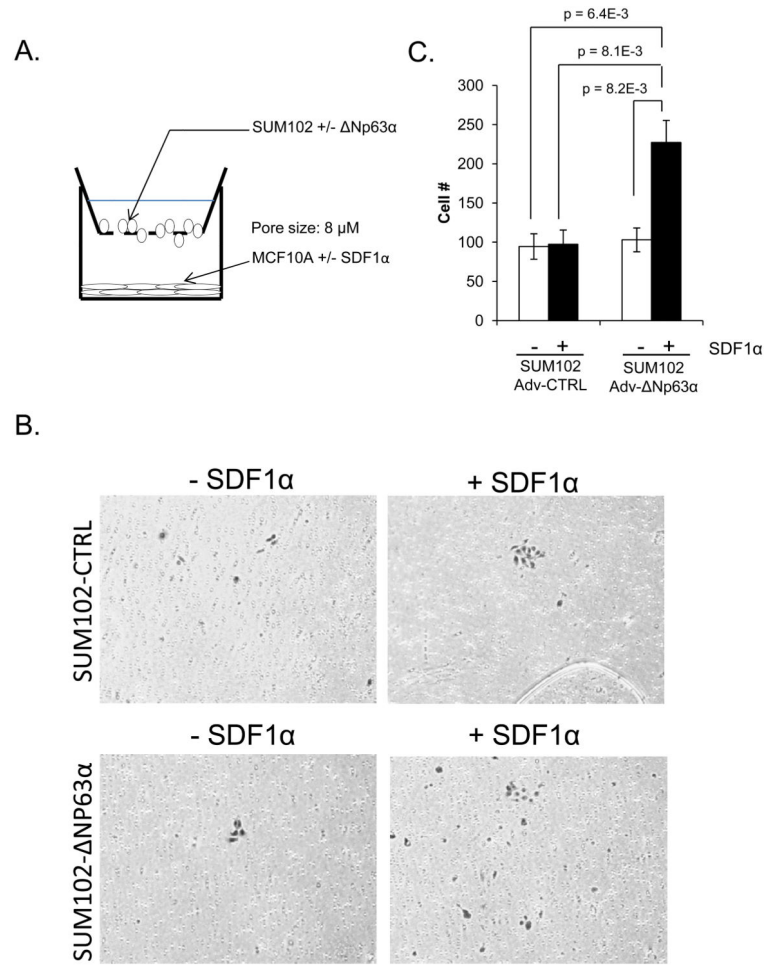 A.
SUM102 +/- ΔNp63α
Pore size: 8 µM
MCF10A +/- SDF1α
C.
p = 6.4E-3
p = 8.1E-3
p = 8.2E-3
300
250
200
150
100
50
0
Cell #
- + - + SDF1α
SUM102 SUM102
Adv-CTRL Adv-ΔNp63α
B.
- SDF1α + SDF1α
SUM102-CTRL
- SDF1α + SDF1α
SUM102-ΔNP63α